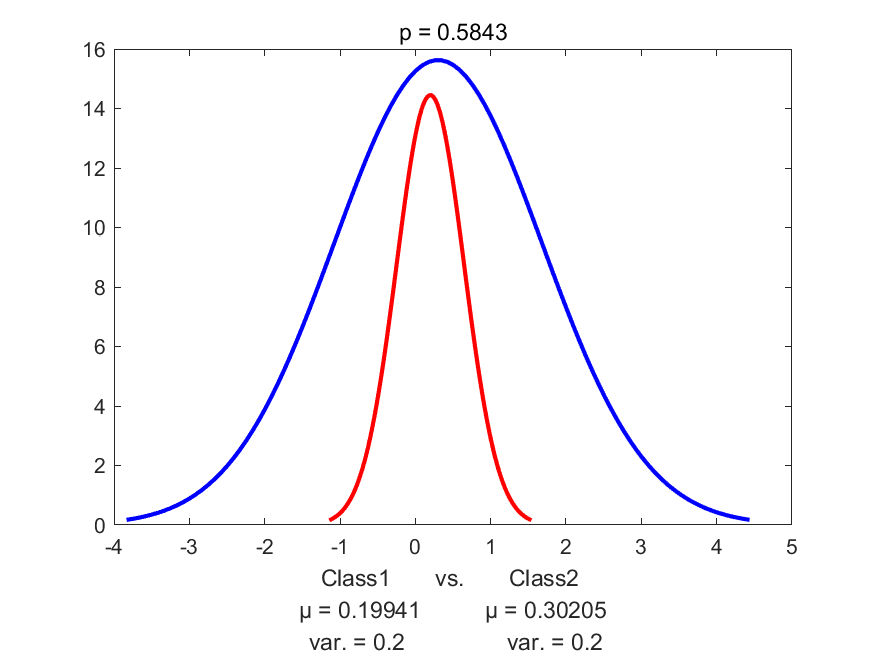 p = 0.5843
16
14
12
10
8
6
4
2
0
-4 -3 -2 -1 0 1 2 3 4 5
Class1 vs. Class2
μ = 0.19941 μ = 0.30205
var. = 0.2 var. = 0.2